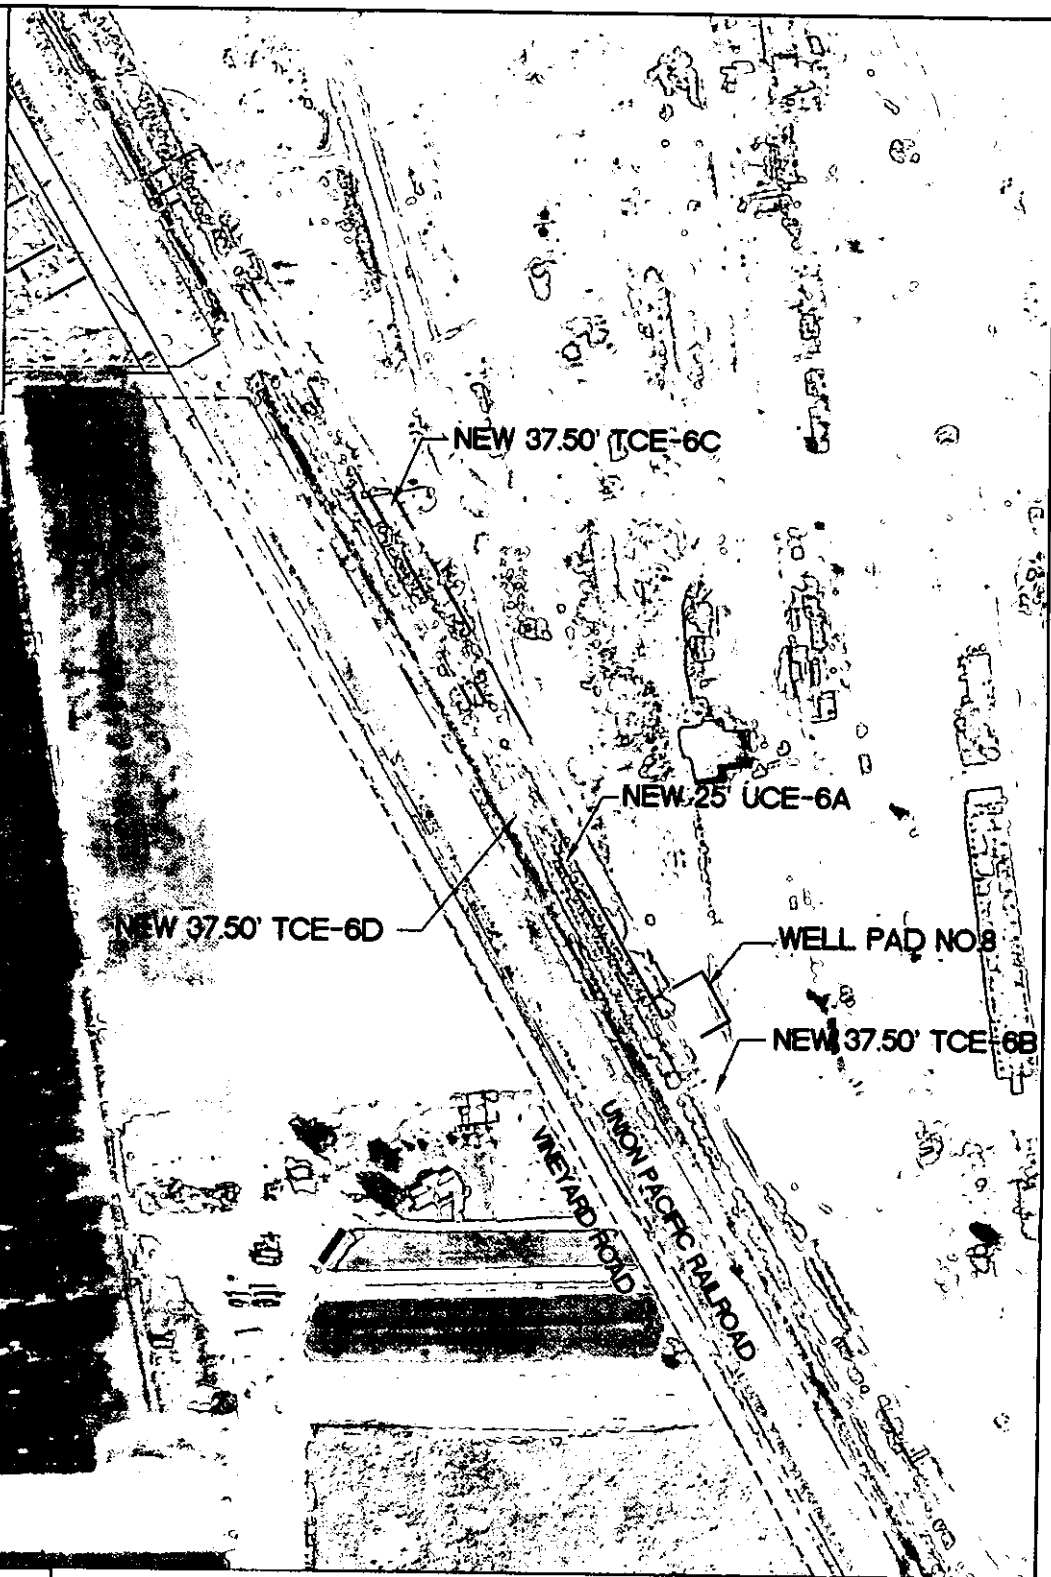 NEW 37.50' TCE-6C
NEW 25' UCE-6A
NEW 37.50' TCE-6D
WELL PAD NO.8
NEW 37.50' TCE-6B
UNION PACIFIC RAILROAD
VINEYARD ROAD